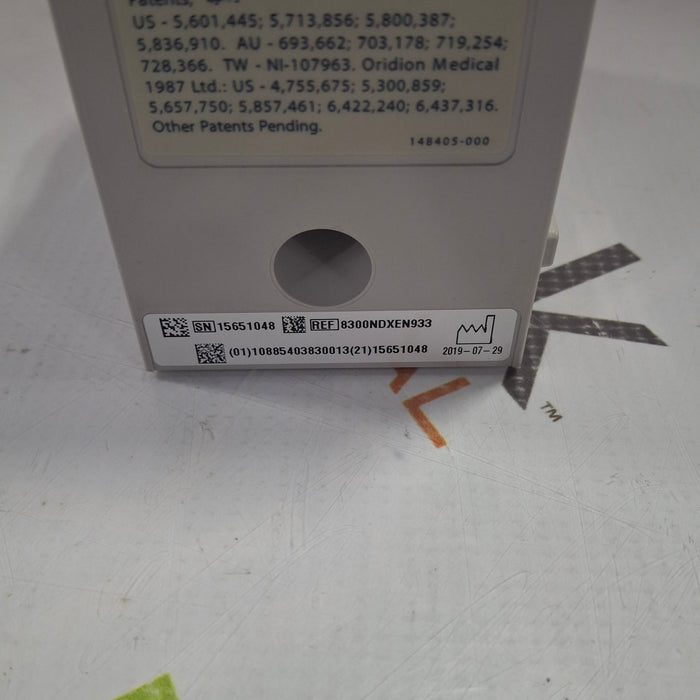 Patents;
US - 5,601,445; 5,713,856; 5,800,387;
5,836,910. AU - 693,662; 703,178; 719,254;
728,366. TW - NI-107963. Oridion Medical
1987 Ltd.: US - 4,755,675; 5,300,859;
5,657,750; 5,857,461; 6,422,240; 6,437,316.
Other Patents Pending.
148405-000
SN 15651048 REF 8300NDXEN933
(01)10885403830013(21)15651048 2019-07-29
AL
K
TM